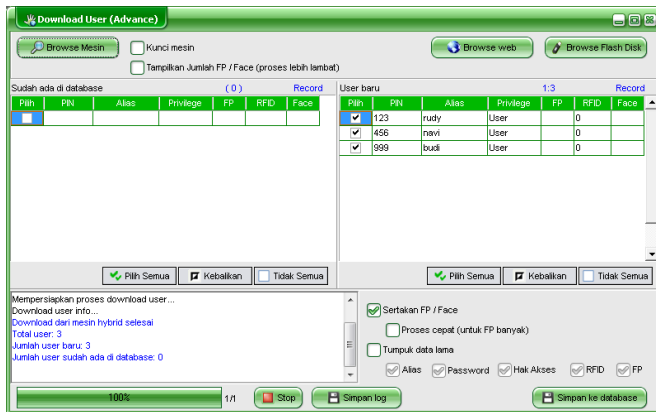 Download User (Advance)
Browse Mesin
Kunci mesin
Tampilkan Jumlah FP / Face (proses lebih lambat)
Browse web
Browse Flash Disk
Sudah ada di database ( 0 ) Record
Pilih PIN Alias Privilege FP RFID Face
User baru 1:3 Record
Pilih PIN Alias Privilege FP RFID Face
123 rudy User 0
456 navi User 0
999 budi User 0
Pilih Semua Kebalikan Tidak Semua
Pilih Semua Kebalikan Tidak Semua
Mempersiapkan proses download user...
Download user info...
Download dari mesin hybrid selesai
Total user: 3
Jumlah user baru: 3
Jumlah user sudah ada di database: 0
Sertakan FP / Face
Proses cepat (untuk FP banyak)
Tumpuk data lama
Alias Password Hak Akses RFID FP
100% 1/1 Stop Simpan log Simpan ke database